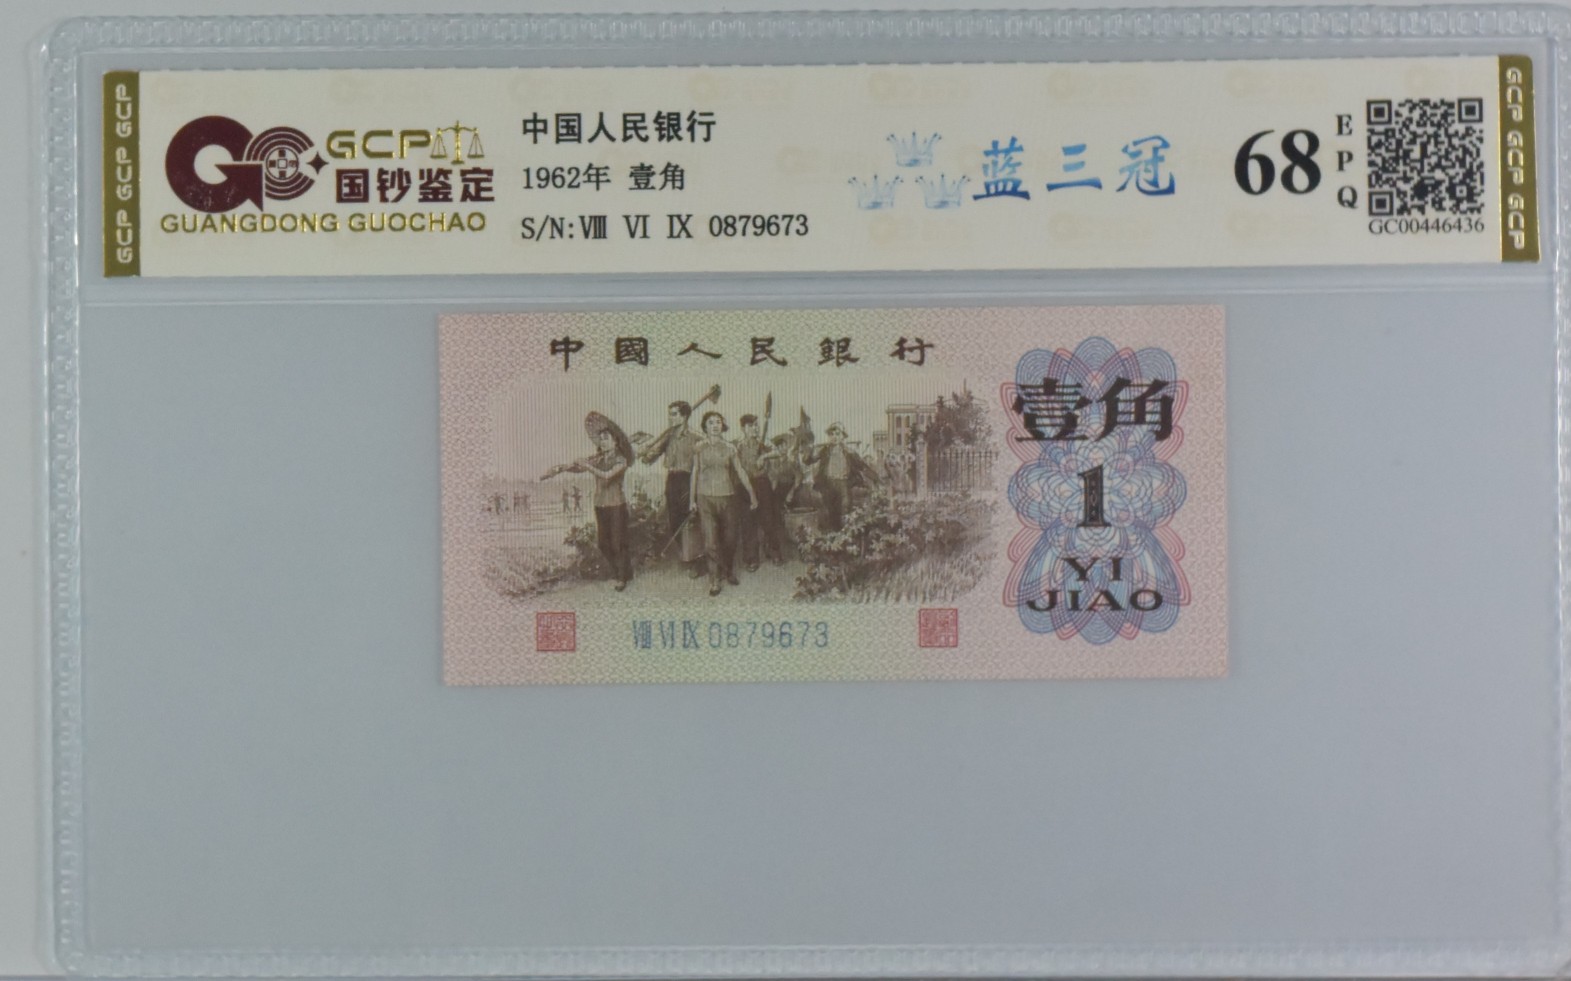 GCP GCP GCP
GCP
国钞鉴定
GUANGDONG GUOCHAO
中国人民银行
1962年 壹角
S/N:Ⅷ Ⅵ Ⅸ 0879673
蓝三冠
68
EPQ
GC00446436
GCP GCP GCP
中國人民銀行
壹角
1
YI
JIAO
Ⅷ Ⅵ Ⅸ 0879673